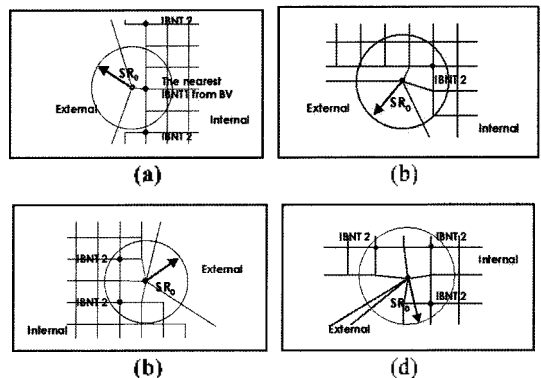 IBNT 2
SR₀
The nearest
IBNT1 from BV
External
Internal
IBNT 2
(a)
IBNT 2
External
SR₀
Internal
(b)
IBNT 2
External
SR₀
IBNT 2
Internal
(b)
IBNT 2
IBNT 2
Internal
SR₀
IBNT 2
External
(d)